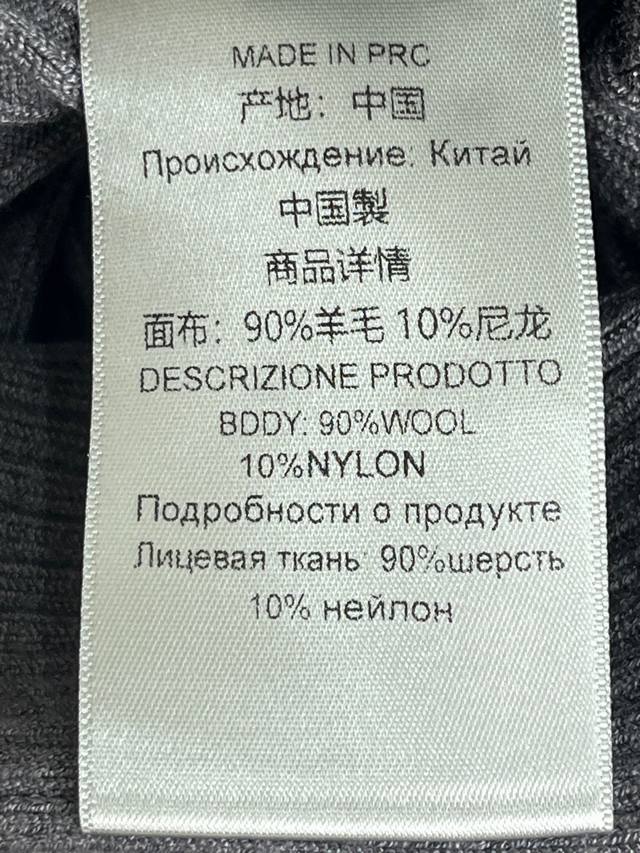 MADE IN PRC
产地：中国
Происхождение: Китай
中国製
商品详情
面布：90%羊毛 10%尼龙
DESCRIZIONE PRODOTTO
BDDY: 90%WOOL
10%NYLON
Подробности о продукте
Лицевая ткань: 90%шерсть
10% нейлон